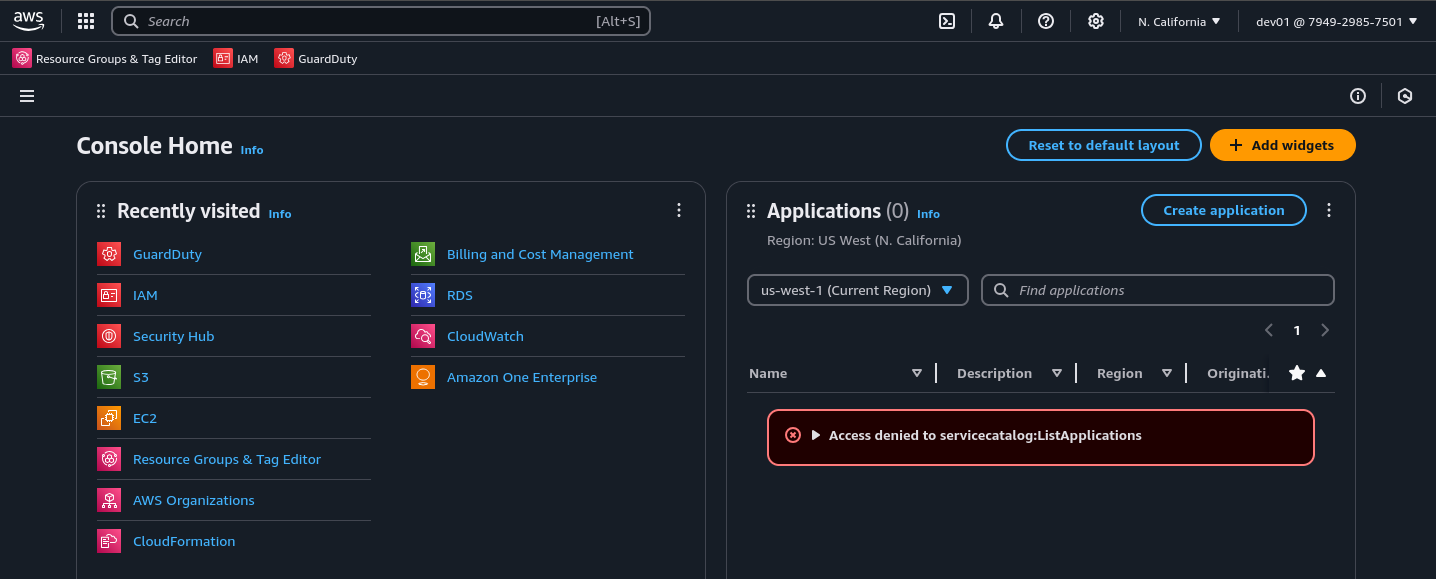 aws
Search [Alt+S]
N. California
dev01 @ 7949-2985-7501
Resource Groups & Tag Editor
IAM
GuardDuty
Console Home Info
Reset to default layout
Add widgets
Recently visited Info
GuardDuty
IAM
Security Hub
S3
EC2
Resource Groups & Tag Editor
AWS Organizations
CloudFormation
Billing and Cost Management
RDS
CloudWatch
Amazon One Enterprise
Applications (0) Info
Create application
Region: US West (N. California)
us-west-1 (Current Region)
Find applications
1
Name Description Region Originati.
Access denied to servicecatalog:ListApplications